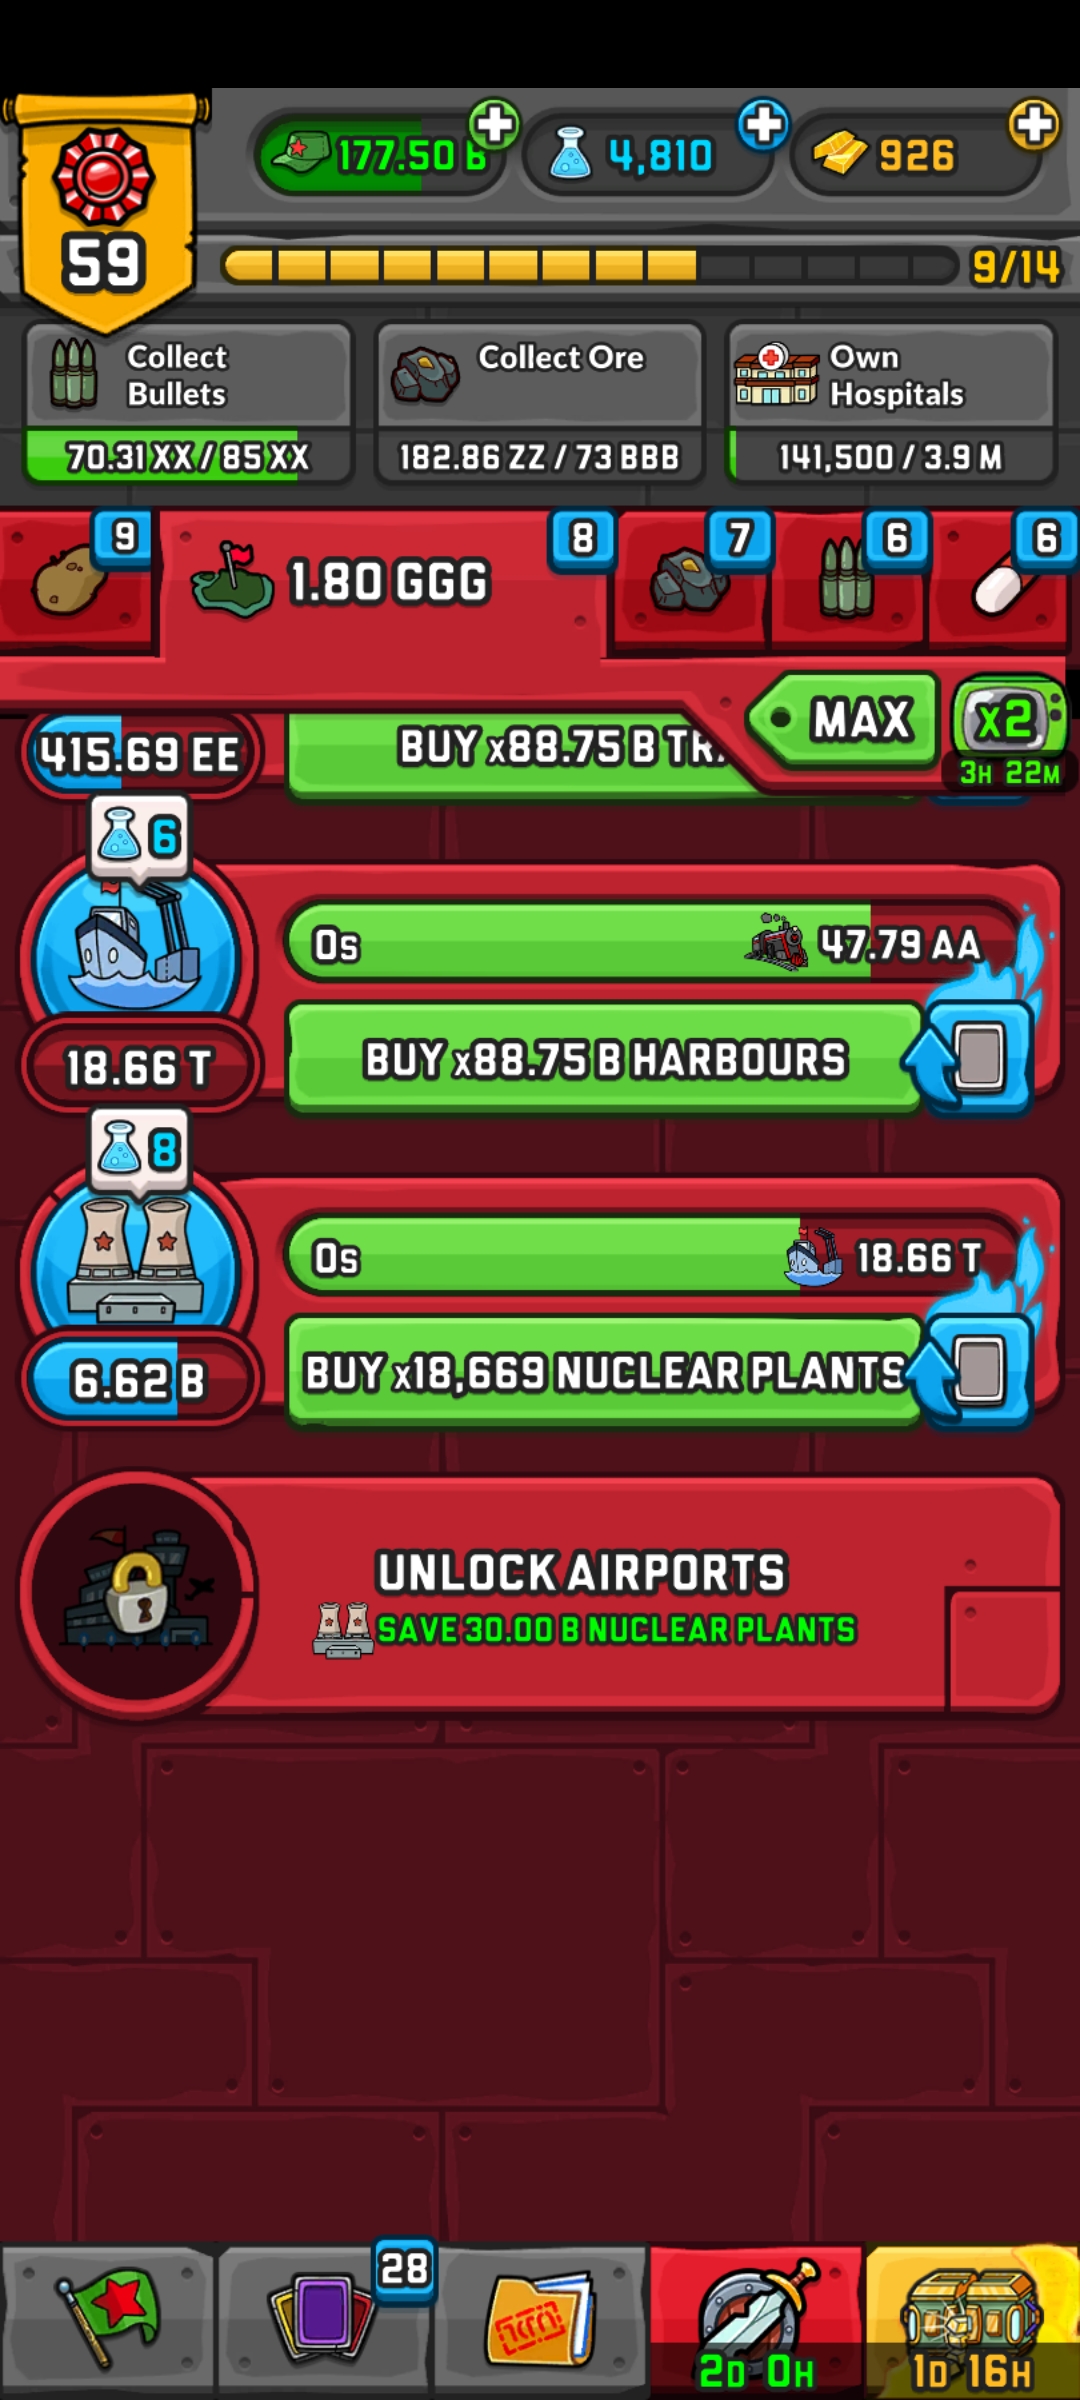 177.50 B
4,810
926
59
9/14
Collect
Bullets
70.31 XX / 85 XX
Collect Ore
182.86 ZZ / 73 BBB
Own
Hospitals
141,500 / 3.9 M
9
1.80 GGG
8
7
6
6
MAX
x2
3H 22M
415.69 EE
BUY x88.75 B
6
0s
47.79 AA
18.66 T
BUY x88.75 B HARBOURS
8
0s
18.66 T
6.62 B
BUY x18,669 NUCLEAR PLANTS
UNLOCK AIRPORTS
SAVE 30.00 B NUCLEAR PLANTS
28
2D 0H
1D 16H